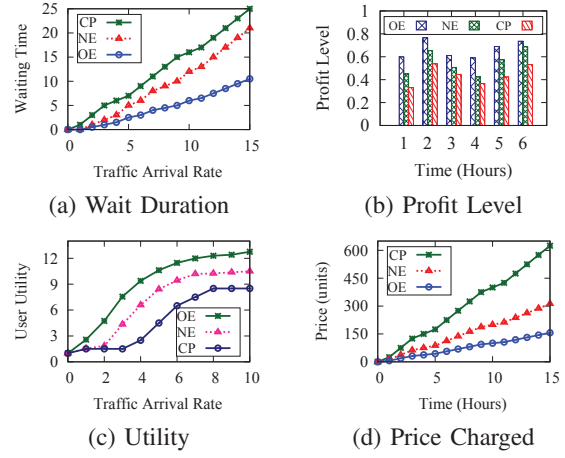 25
20
15
10
5
0
Waiting Time
CP
NE
OE
0 5 10 15
Traffic Arrival Rate
(a) Wait Duration
OE NE CP
1
0.8
0.6
0.4
0.2
0
Profit Level
1 2 3 4 5 6
Time (Hours)
(b) Profit Level
12
9
6
3
0
User Utility
OE
NE
CP
0 2 4 6 8 10
Traffic Arrival Rate
(c) Utility
600
450
300
150
0
Price (units)
CP
NE
OE
0 5 10 15
Time (Hours)
(d) Price Charged